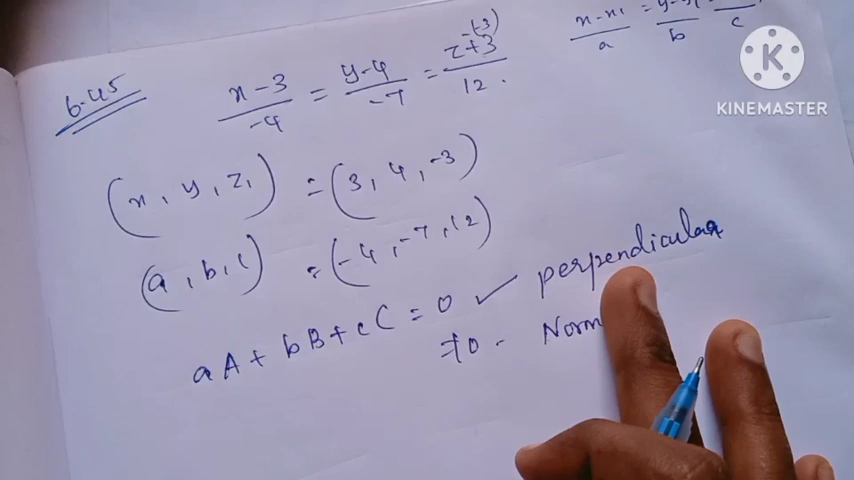 6.45
x-3/-4 = y-4/-7 = z+3/12.
-(-3)
x-x1/a = y-y1/b = /c
(x1, y1, z1) = (3, 4, -3)
(a, b, c) = (-4, -7, 12)
aA + bB + cC = 0 ✓ perpendicular
≠0 - Norm
KINEMASTER